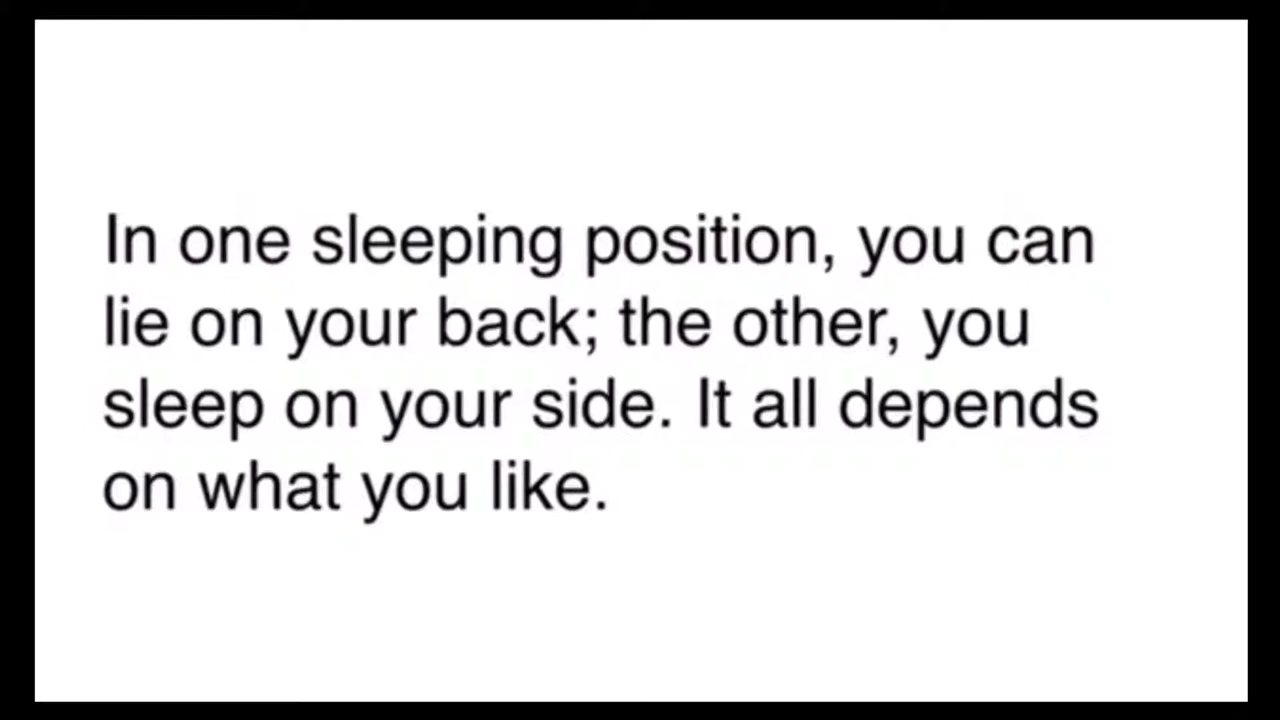 In one sleeping position, you can
lie on your back; the other, you
sleep on your side. It all depends
on what you like.